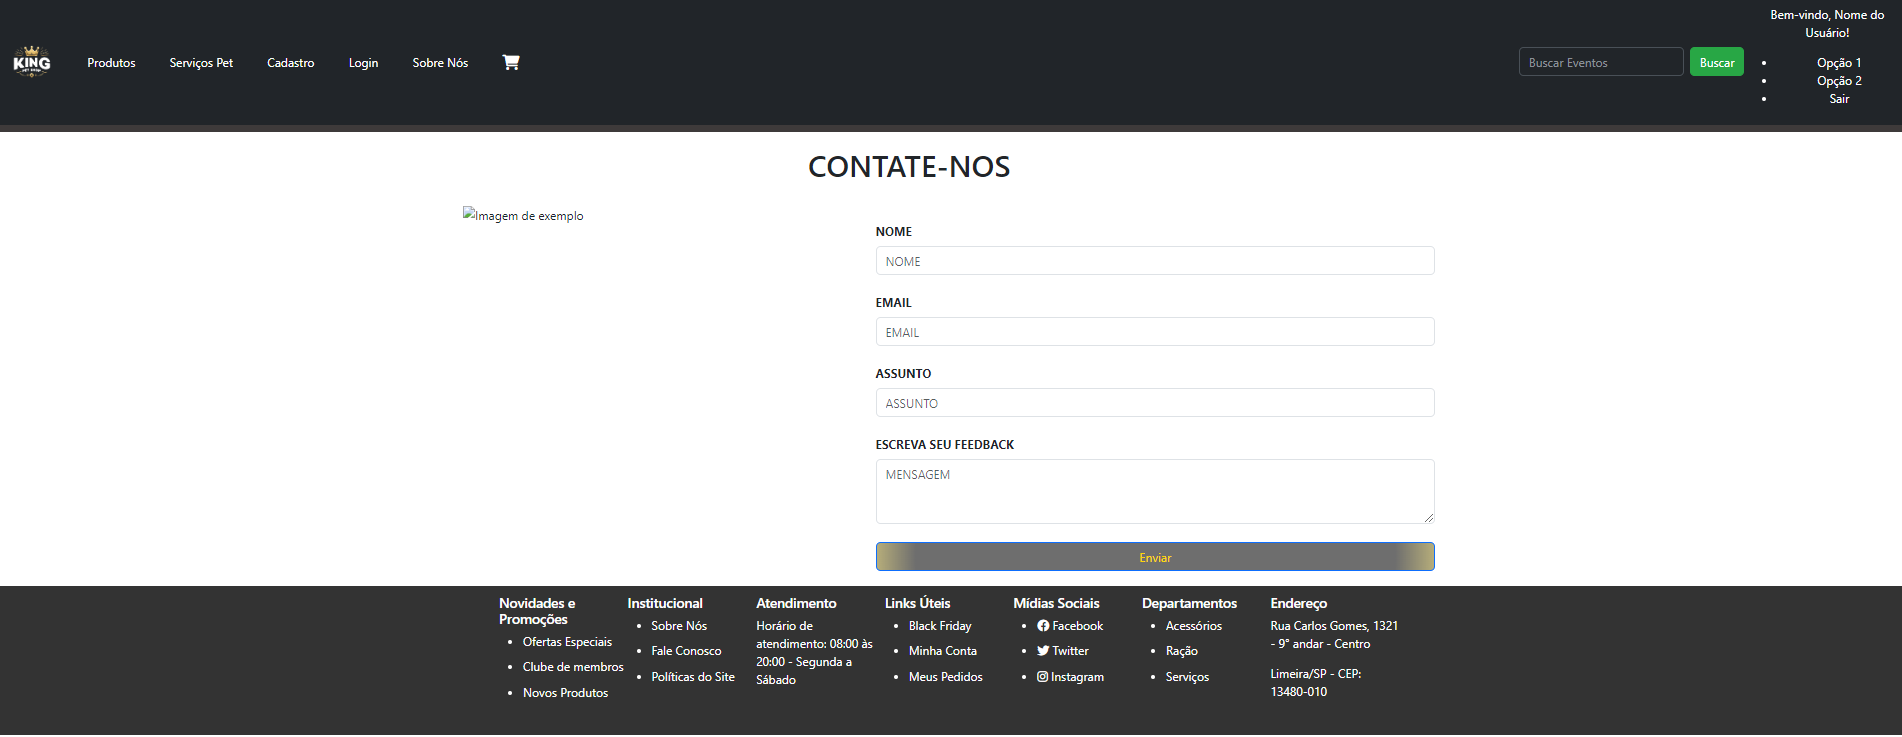 KING
PET SHOP
Produtos
Serviços Pet
Cadastro
Login
Sobre Nós
Buscar Eventos
Buscar
Bem-vindo, Nome do
Usuário!
Opção 1
Opção 2
Sair
CONTATE-NOS
Imagem de exemplo
NOME
NOME
EMAIL
EMAIL
ASSUNTO
ASSUNTO
ESCREVA SEU FEEDBACK
MENSAGEM
Enviar
Novidades e
Promoções
Ofertas Especiais
Clube de membros
Novos Produtos
Institucional
Sobre Nós
Fale Conosco
Políticas do Site
Atendimento
Horário de
atendimento: 08:00 às
20:00 - Segunda a
Sábado
Links Úteis
Black Friday
Minha Conta
Meus Pedidos
Mídias Sociais
Facebook
Twitter
Instagram
Departamentos
Acessórios
Ração
Serviços
Endereço
Rua Carlos Gomes, 1321
- 9° andar - Centro
Limeira/SP - CEP:
13480-010